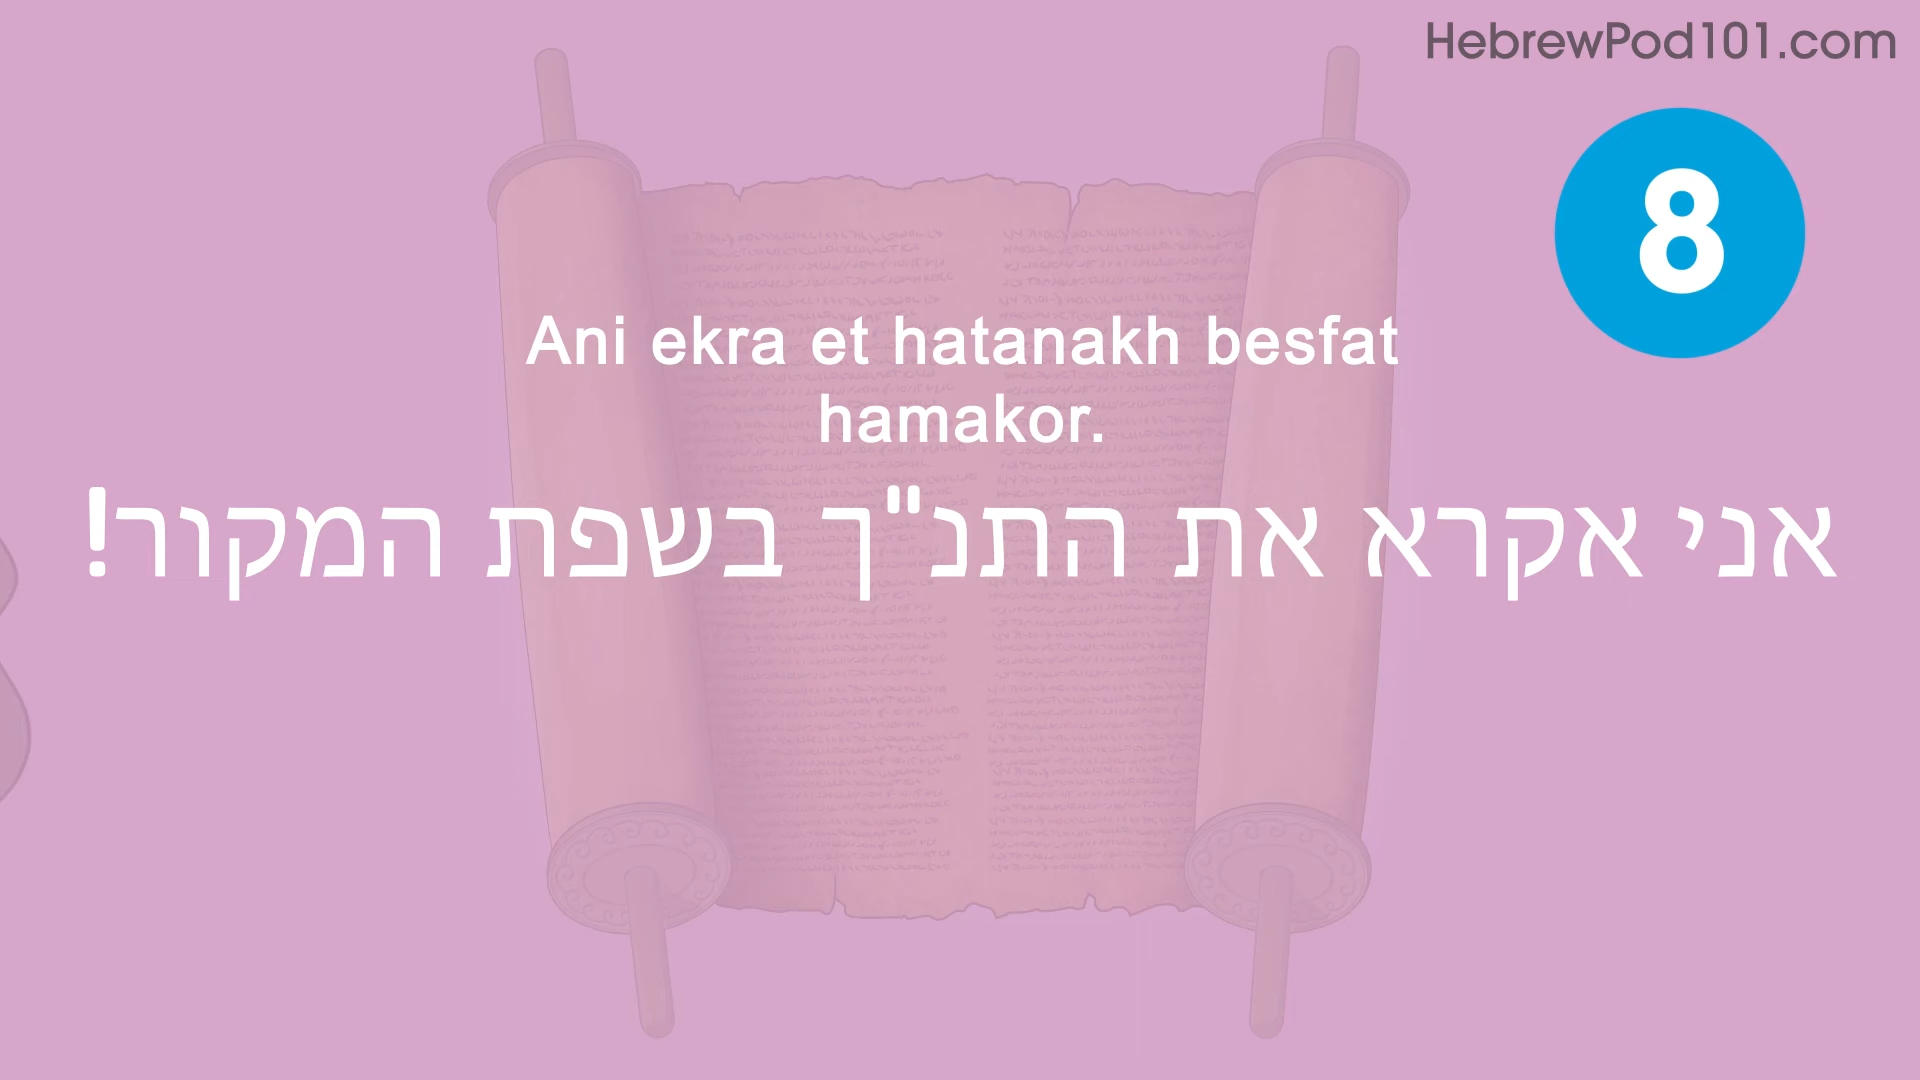 HebrewPod101.com
8
Ani ekra et hatanakh besfat
hamakor.
אני אקרא את התנ"ך בשפת המקור!